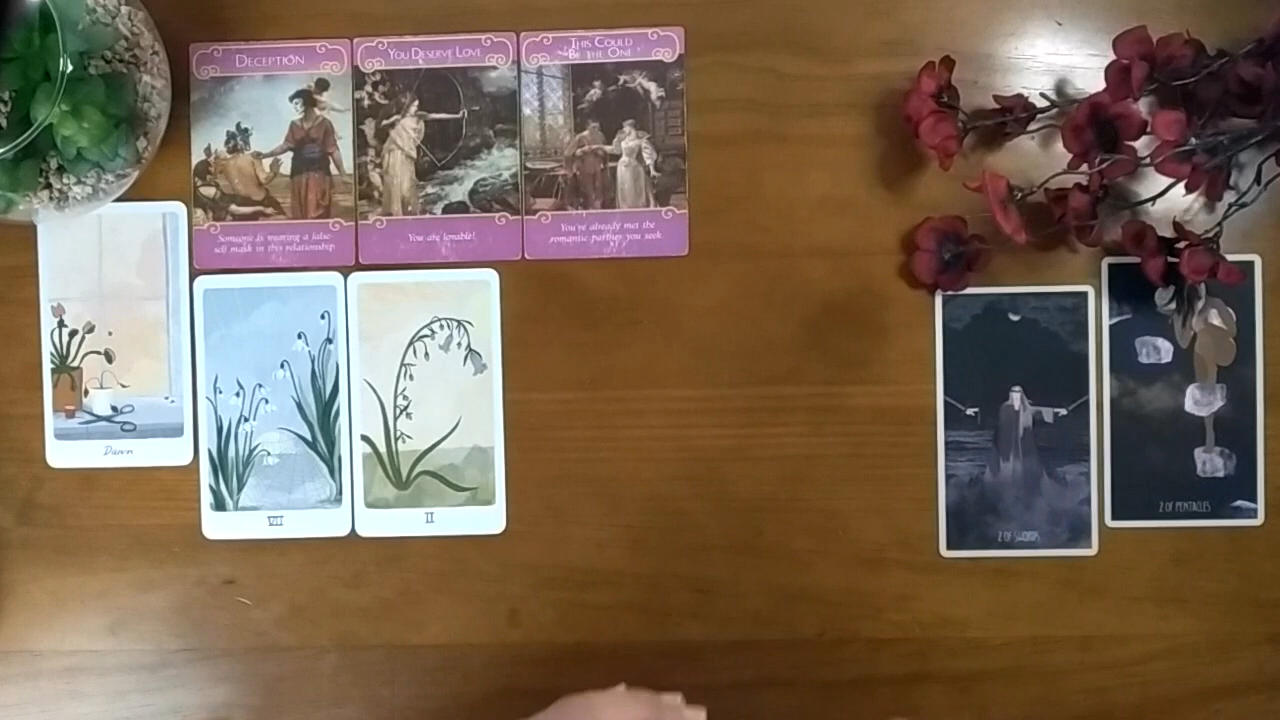 DECEPTION
Someone is wearing a false-
self mask in this relationship
YOU DESERVE LOVE
You are lovable!
THIS COULD
BE THE ONE
You've already met the
romantic partner you seek.
Dawn
VII
II
2 OF SWORDS
2 OF PENTACLES